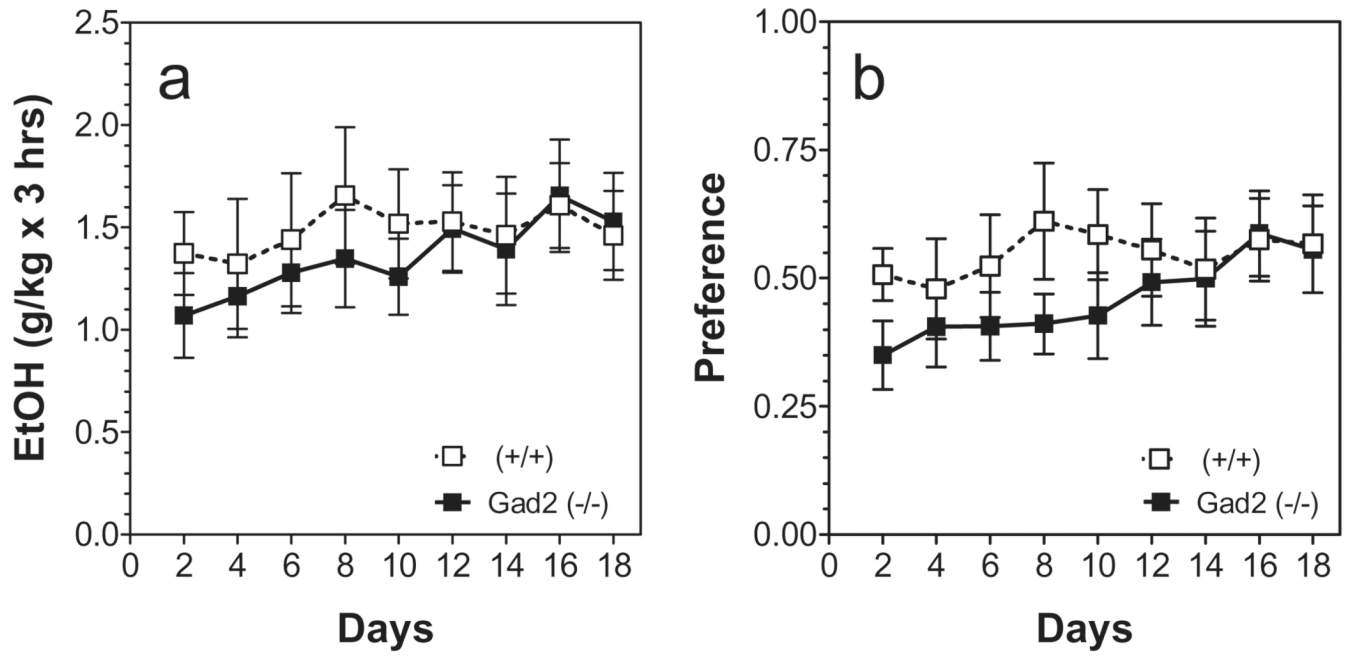 a
EtOH (g/kg x 3 hrs)
2.5
2.0
1.5
1.0
0.5
0.0
0 2 4 6 8 10 12 14 16 18
Days
(+/+)
Gad2 (-/-)
b
Preference
1.00
0.75
0.50
0.25
0.00
0 2 4 6 8 10 12 14 16 18
Days
(+/+)
Gad2 (-/-)